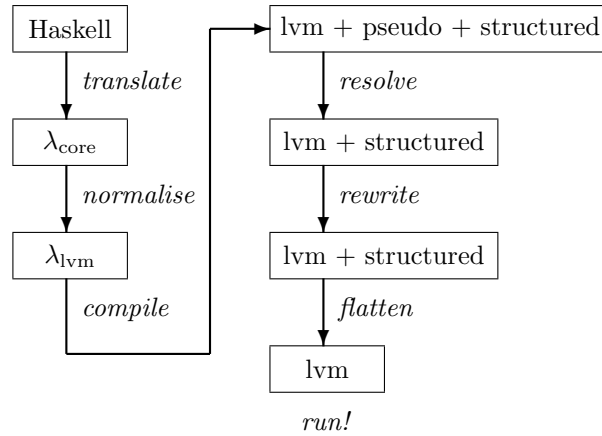 Haskell
translate
λcore
normalise
λlvm
compile
lvm + pseudo + structured
resolve
lvm + structured
rewrite
lvm + structured
flatten
lvm
run!